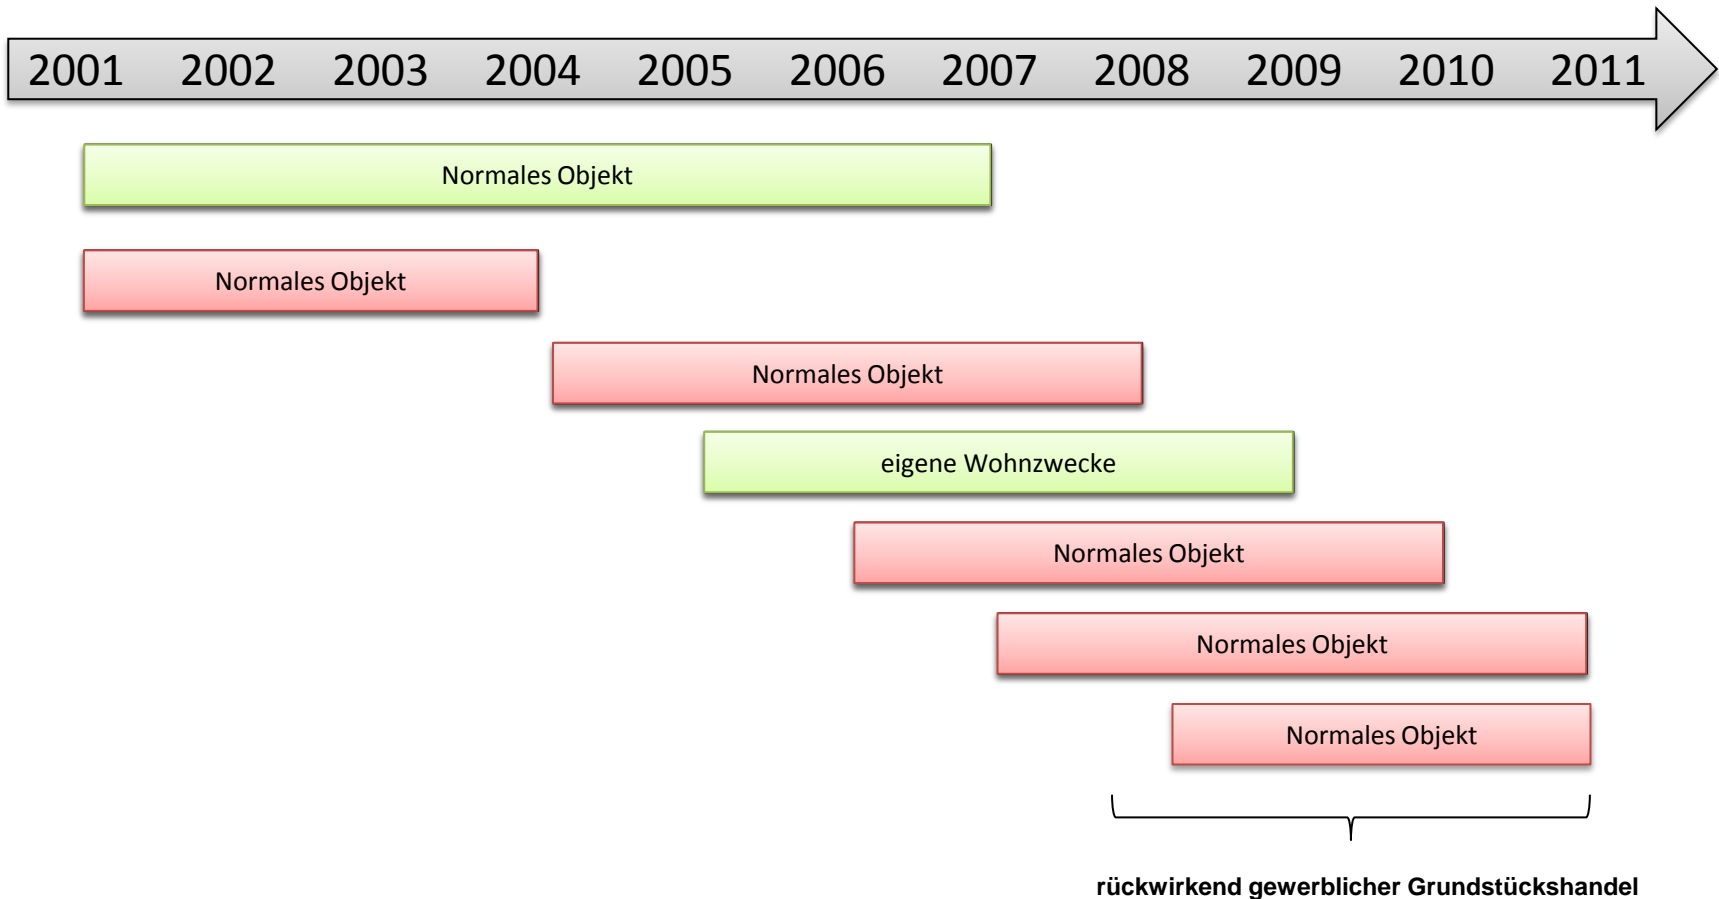 2001 2002 2003 2004 2005 2006 2007 2008 2009 2010 2011
Normales Objekt
Normales Objekt
Normales Objekt
eigene Wohnzwecke
Normales Objekt
Normales Objekt
Normales Objekt
rückwirkend gewerblicher Grundstückshandel